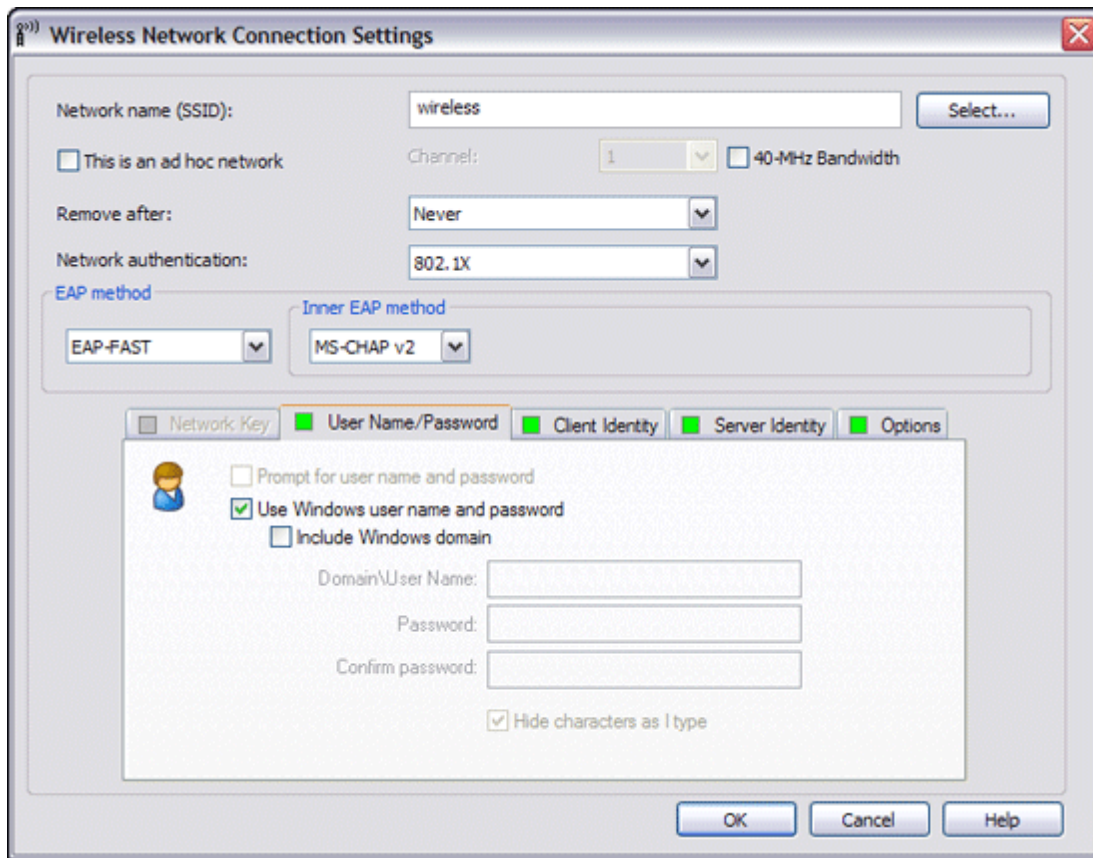 Wireless Network Connection Settings
Network name (SSID): wireless Select...
This is an ad hoc network Channel: 1 40-MHz Bandwidth
Remove after: Never
Network authentication: 802.1X
EAP method
Inner EAP method
EAP-FAST MS-CHAP v2
Network Key User Name/Password Client Identity Server Identity Options
Prompt for user name and password
Use Windows user name and password
Include Windows domain
Domain\User Name:
Password:
Confirm password:
Hide characters as I type
OK Cancel Help